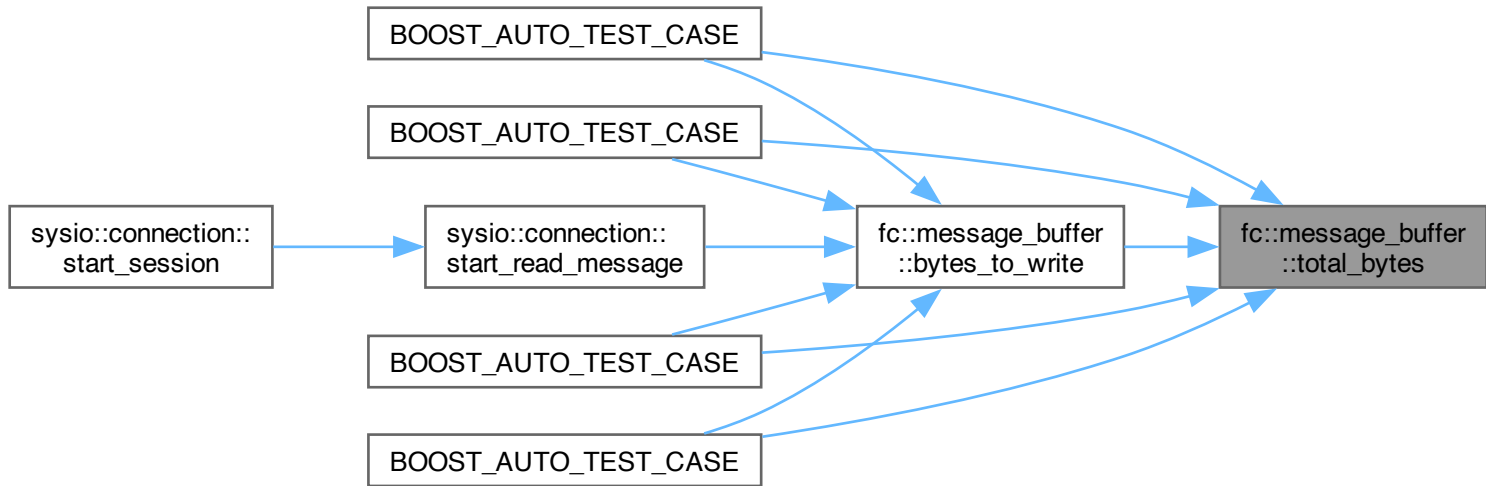 BOOST_AUTO_TEST_CASE
BOOST_AUTO_TEST_CASE
sysio::connection::
start_session
sysio::connection::
start_read_message
fc::message_buffer
::bytes_to_write
fc::message_buffer
::total_bytes
BOOST_AUTO_TEST_CASE
BOOST_AUTO_TEST_CASE